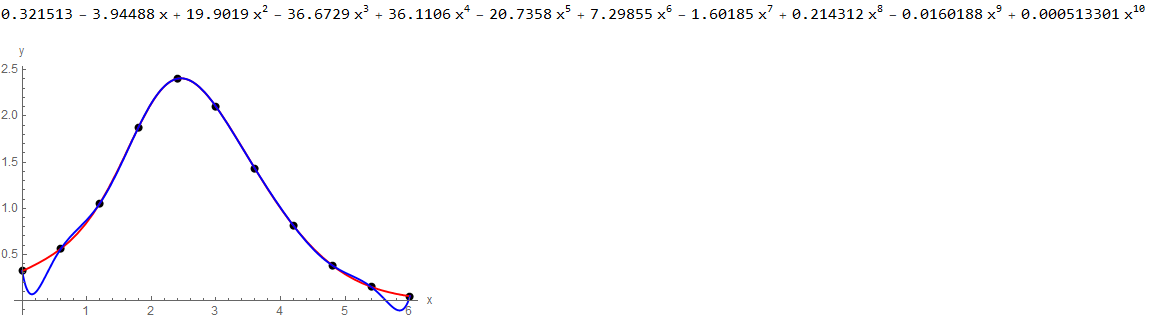 0.321513 − 3.94488 x + 19.9019 x² − 36.6729 x³ + 36.1106 x⁴ − 20.7358 x⁵ + 7.29855 x⁶ − 1.60185 x⁷ + 0.214312 x⁸ − 0.0160188 x⁹ + 0.000513301 x¹⁰
y
2.5
2.0
1.5
1.0
0.5
x
1 2 3 4 5 6